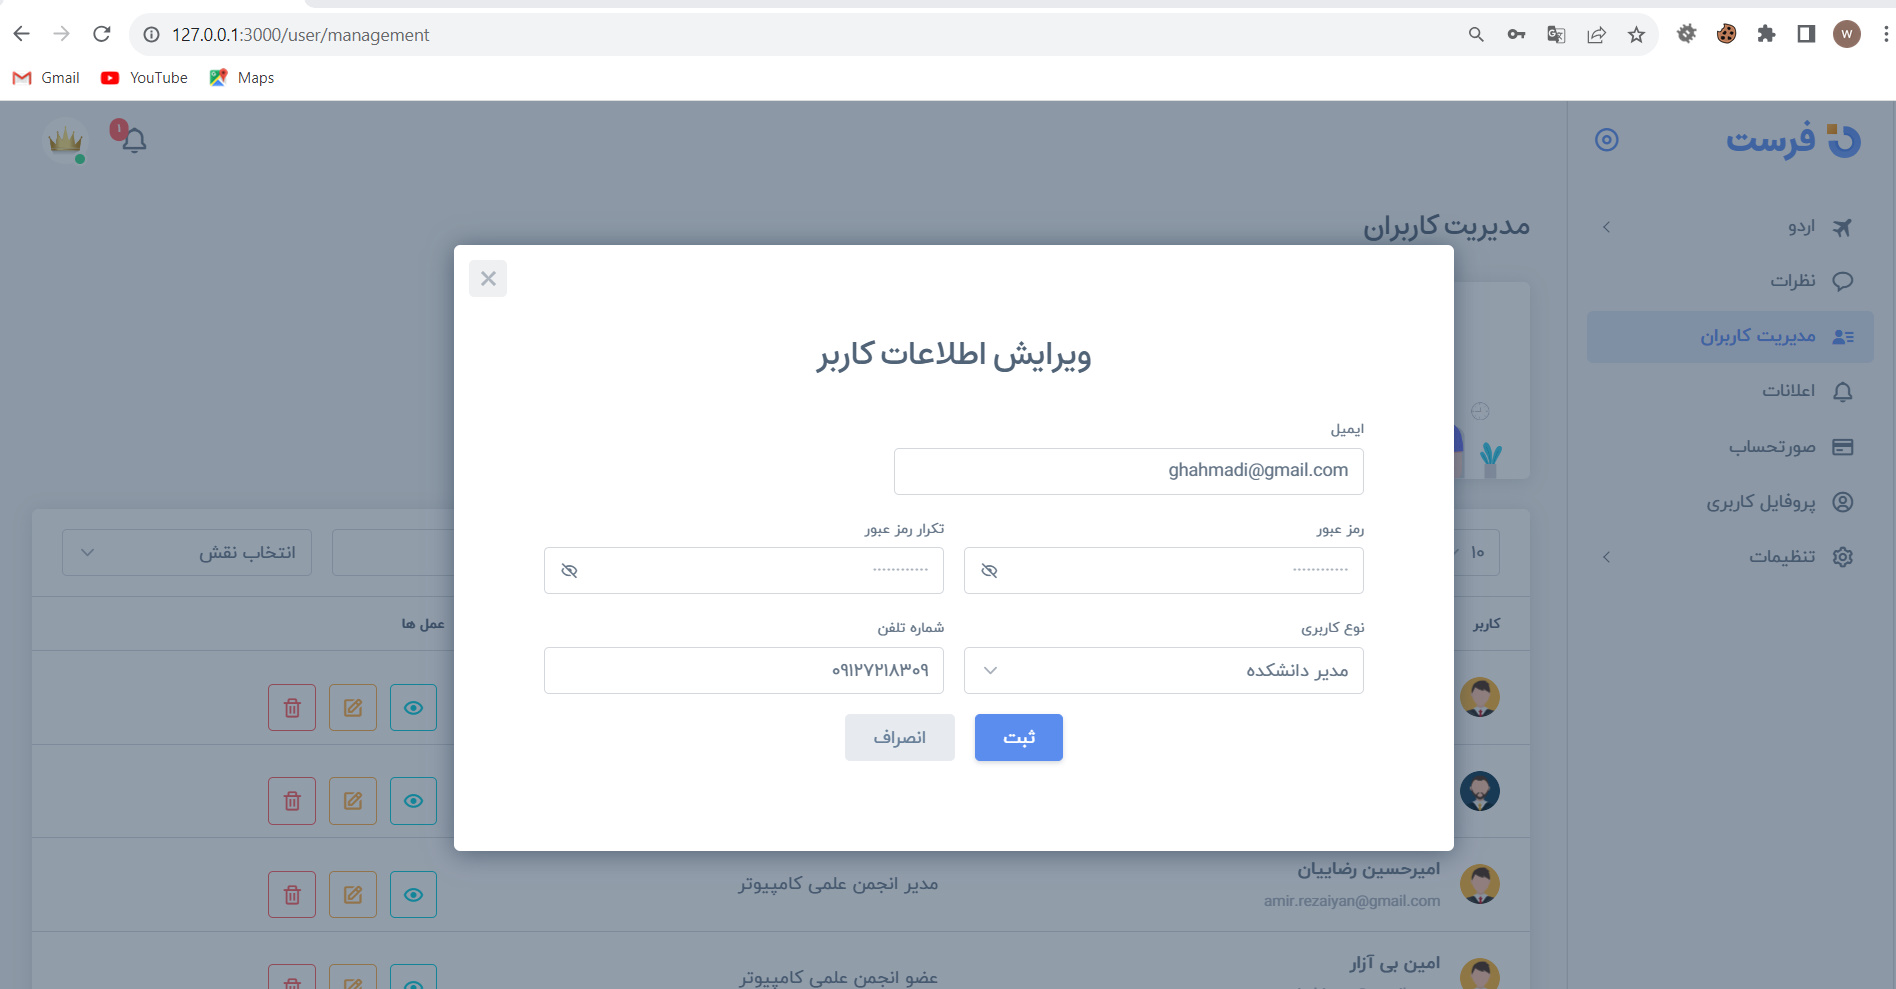 127.0.0.1:3000/user/management
W
Gmail
YouTube
Maps
فرست
۱
اردو
نظرات
مدیریت کاربران
اعلانات
صورتحساب
پروفایل کاربری
تنظیمات
مدیریت کاربران
ویرایش اطلاعات کاربر
ایمیل
ghahmadi@gmail.com
رمز عبور
تکرار رمز عبور
............
............
نوع کاربری
شماره تلفن
مدیر دانشکده
۰۹۱۲۷۲۱۸۳۰۹
ثبت
انصراف
۱۰
انتخاب نقش
کاربر
عمل ها
امیرحسین رضاییان
amir.rezaiyan@gmail.com
مدیر انجمن علمی کامپیوتر
امین بی آزار
عضو انجمن علمی کامپیوتر